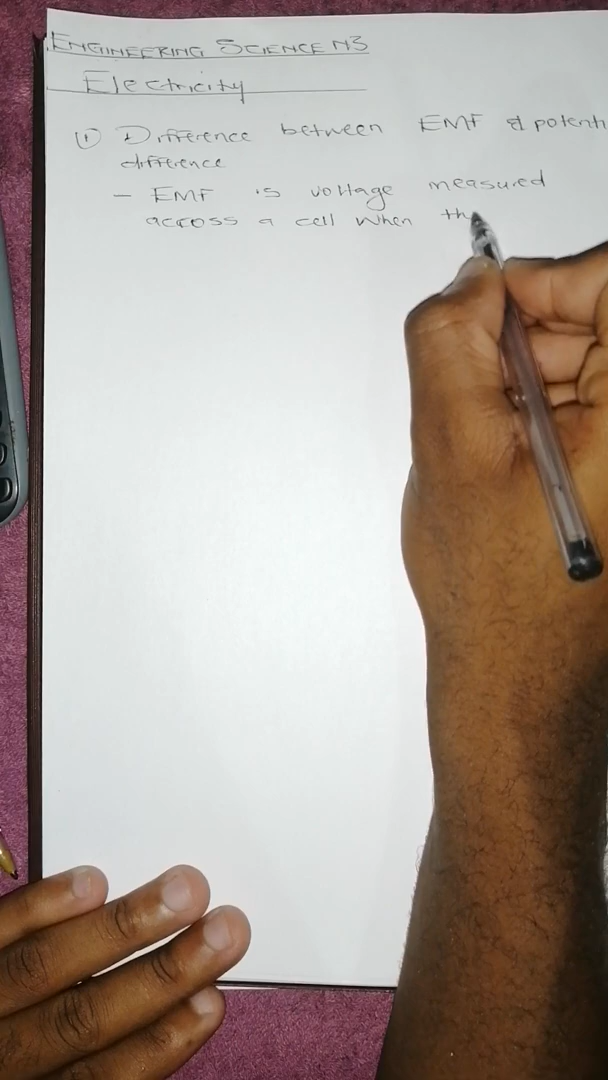 ENGINEERING SCIENCE N3
Electricity
① Difference between EMF & potenti
difference
- EMF is voltage measured
across a cell when th